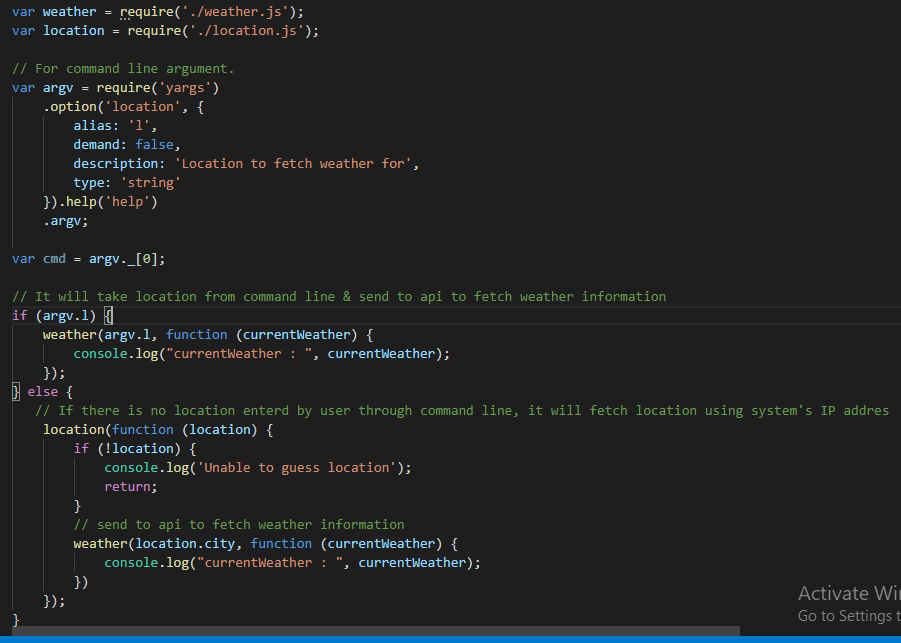 var weather = require('./weather.js');
var location = require('./location.js');

// For command line argument.
var argv = require('yargs')
    .option('location', {
        alias: 'l',
        demand: false,
        description: 'Location to fetch weather for',
        type: 'string'
    }).help('help')
    .argv;

var cmd = argv._[0];

// It will take location from command line & send to api to fetch weather information
if (argv.l) {
    weather(argv.l, function (currentWeather) {
        console.log("currentWeather : ", currentWeather);
    });
} else {
   // If there is no location enterd by user through command line, it will fetch location using system's IP addres
    location(function (location) {
        if (!location) {
            console.log('Unable to guess location');
            return;
        }
        // send to api to fetch weather information
        weather(location.city, function (currentWeather) {
            console.log("currentWeather : ", currentWeather);
        })
    });
}
Activate Wi
Go to Settings t